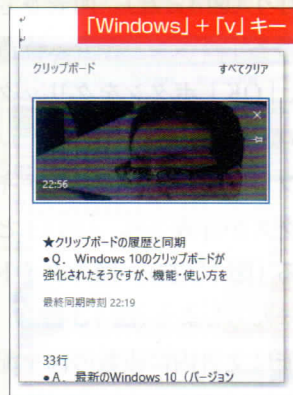 「Windows」+「v」キー
クリップボード すべてクリア
22:56
★クリップボードの履歴と同期
●Q． Windows 10のクリップボードが
強化されたそうですが、機能・使い方を
最終同期時刻 22:19
33行
●A． 最新のWindows 10（バージョン